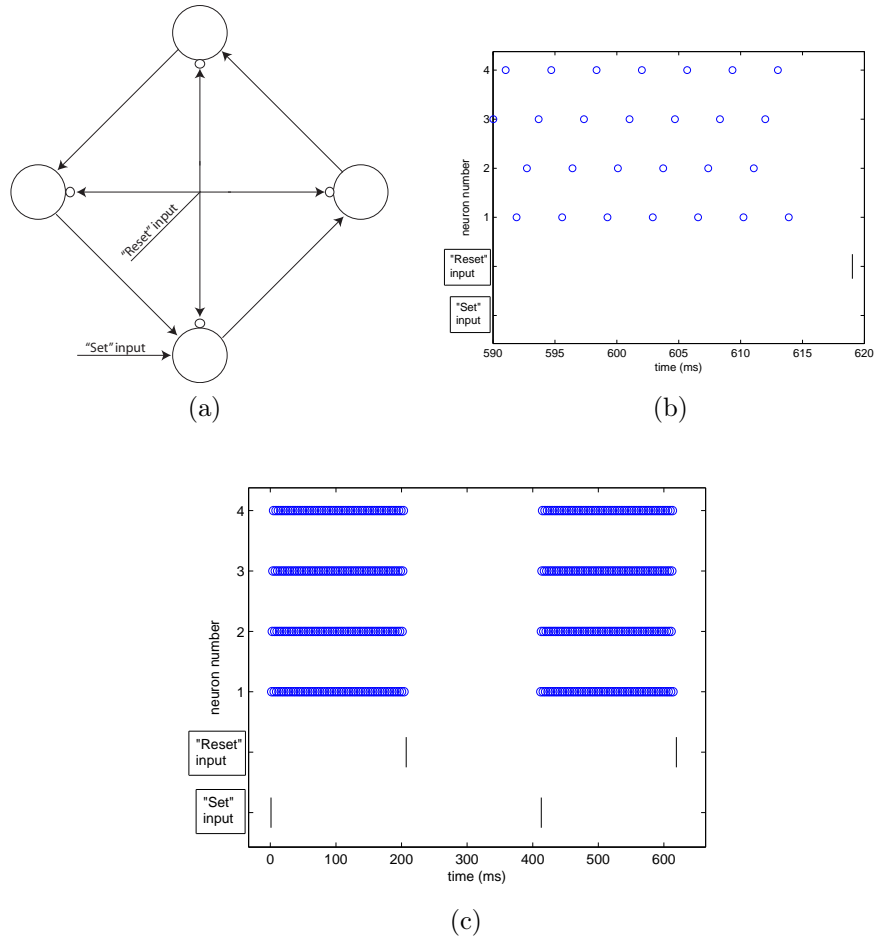 "Reset" input
"Set" input
(a)
4
3
2
1
neuron number
"Reset"
input
"Set"
input
590 595 600 605 610 615 620
time (ms)
(b)
4
3
2
1
neuron number
"Reset"
input
"Set"
input
0 100 200 300 400 500 600
time (ms)
(c)